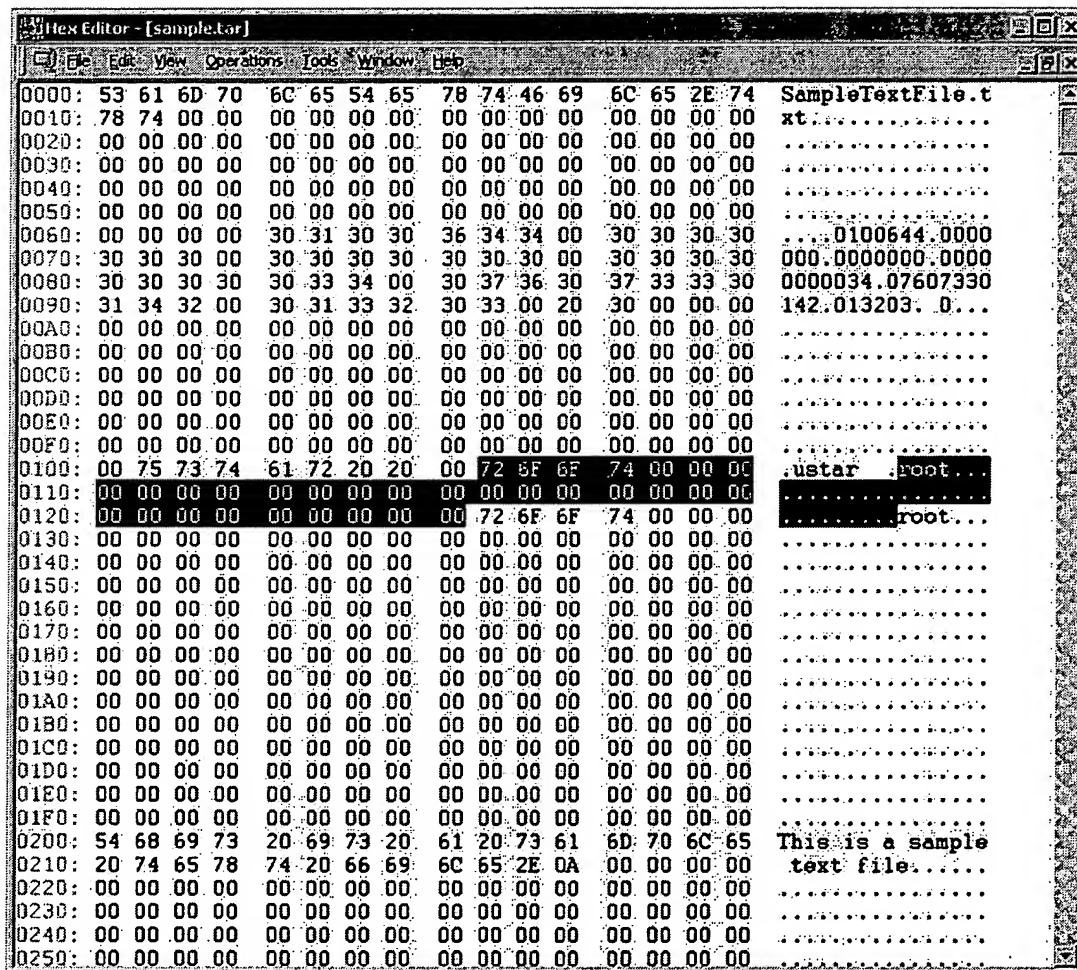 Hex Editor - [sample.tar]
File Edit View Operations Tools Window Help
0000: 53 61 6D 70 6C 65 54 65 78 74 46 69 6C 65 2E 74 SampleTextFile.t
0010: 78 74 00 00 00 00 00 00 00 00 00 00 00 00 00 00 xt..............
0020: 00 00 00 00 00 00 00 00 00 00 00 00 00 00 00 00 ................
0030: 00 00 00 00 00 00 00 00 00 00 00 00 00 00 00 00 ................
0040: 00 00 00 00 00 00 00 00 00 00 00 00 00 00 00 00 ................
0050: 00 00 00 00 00 00 00 00 00 00 00 00 00 00 00 00 ................
0060: 00 00 00 00 30 31 30 30 36 34 34 00 30 30 30 30 ....0100644.0000
0070: 30 30 30 00 30 30 30 30 30 30 30 00 30 30 30 30 000.0000000.0000
0080: 30 30 30 30 30 33 34 00 30 37 36 30 37 33 33 30 0000034.07607330
0090: 31 34 32 00 30 31 33 32 30 33 00 20 30 00 00 00 142.013203. 0...
00A0: 00 00 00 00 00 00 00 00 00 00 00 00 00 00 00 00 ................
00B0: 00 00 00 00 00 00 00 00 00 00 00 00 00 00 00 00 ................
00C0: 00 00 00 00 00 00 00 00 00 00 00 00 00 00 00 00 ................
00D0: 00 00 00 00 00 00 00 00 00 00 00 00 00 00 00 00 ................
00E0: 00 00 00 00 00 00 00 00 00 00 00 00 00 00 00 00 ................
00F0: 00 00 00 00 00 00 00 00 00 00 00 00 00 00 00 00 ................
0100: 00 75 73 74 61 72 20 20 00 72 6F 6F 74 00 00 00 .ustar  .root...
0110: 00 00 00 00 00 00 00 00 00 00 00 00 00 00 00 00 ................
0120: 00 00 00 00 00 00 00 00 00 72 6F 6F 74 00 00 00 .........root...
0130: 00 00 00 00 00 00 00 00 00 00 00 00 00 00 00 00 ................
0140: 00 00 00 00 00 00 00 00 00 00 00 00 00 00 00 00 ................
0150: 00 00 00 00 00 00 00 00 00 00 00 00 00 00 00 00 ................
0160: 00 00 00 00 00 00 00 00 00 00 00 00 00 00 00 00 ................
0170: 00 00 00 00 00 00 00 00 00 00 00 00 00 00 00 00 ................
0180: 00 00 00 00 00 00 00 00 00 00 00 00 00 00 00 00 ................
0190: 00 00 00 00 00 00 00 00 00 00 00 00 00 00 00 00 ................
01A0: 00 00 00 00 00 00 00 00 00 00 00 00 00 00 00 00 ................
01B0: 00 00 00 00 00 00 00 00 00 00 00 00 00 00 00 00 ................
01C0: 00 00 00 00 00 00 00 00 00 00 00 00 00 00 00 00 ................
01D0: 00 00 00 00 00 00 00 00 00 00 00 00 00 00 00 00 ................
01E0: 00 00 00 00 00 00 00 00 00 00 00 00 00 00 00 00 ................
01F0: 00 00 00 00 00 00 00 00 00 00 00 00 00 00 00 00 ................
0200: 54 68 69 73 20 69 73 20 61 20 73 61 6D 70 6C 65 This is a sample
0210: 20 74 65 78 74 20 66 69 6C 65 2E 0A 00 00 00 00  text file......
0220: 00 00 00 00 00 00 00 00 00 00 00 00 00 00 00 00 ................
0230: 00 00 00 00 00 00 00 00 00 00 00 00 00 00 00 00 ................
0240: 00 00 00 00 00 00 00 00 00 00 00 00 00 00 00 00 ................
0250: 00 00 00 00 00 00 00 00 00 00 00 00 00 00 00 00 ................